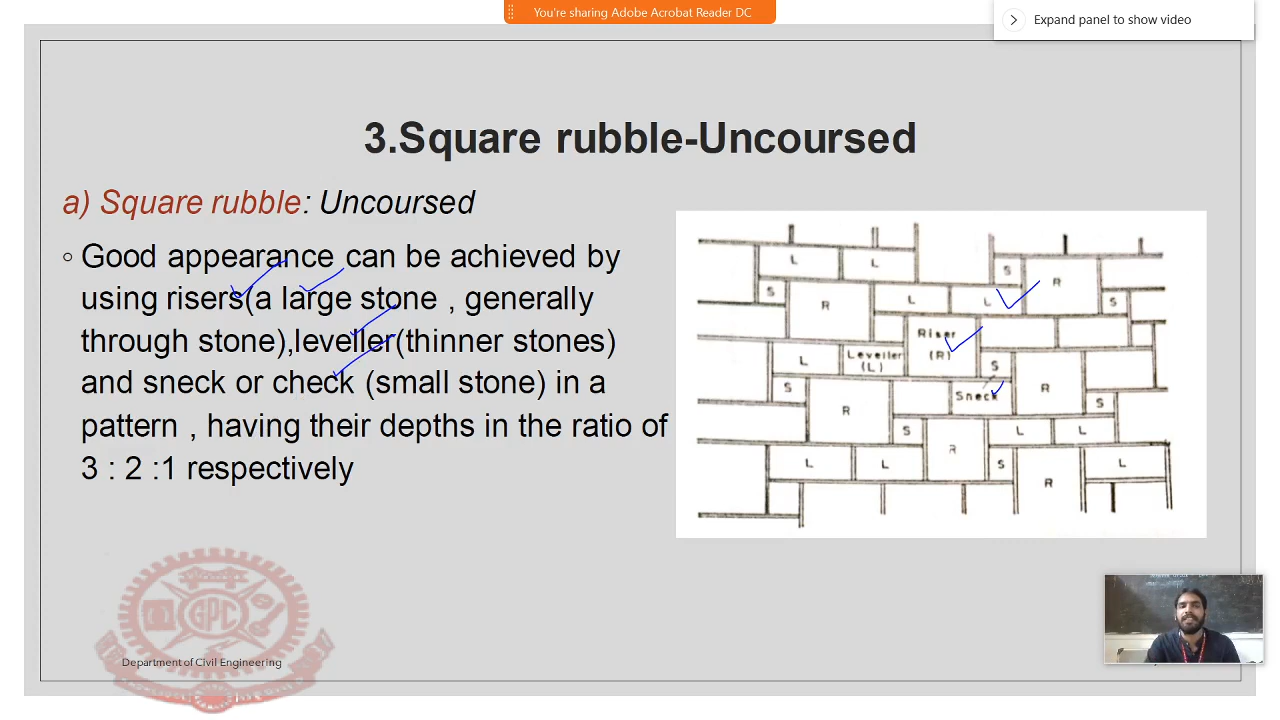 You're sharing Adobe Acrobat Reader DC
Expand panel to show video
3.Square rubble-Uncoursed
a) Square rubble: Uncoursed
Good appearance can be achieved by
using risers(a large stone , generally
through stone),leveller(thinner stones)
and sneck or check (small stone) in a
pattern , having their depths in the ratio of
3 : 2 :1 respectively
L L S R
S R L L S
Riser
(R)
L Leveller
(L) S
S R Sneck R S
S R L L
L L S R L
GPC
Department of Civil Engineering